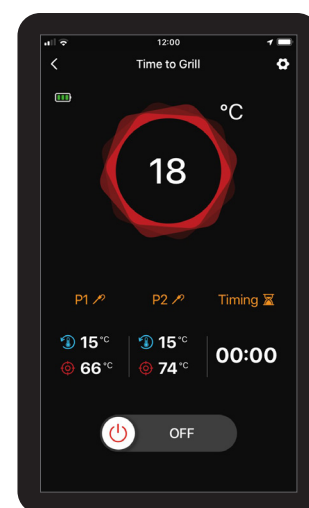 12:00
Time to Grill
°C
18
P1 P2 Timing
15°C 15°C
00:00
66°C 74°C
OFF